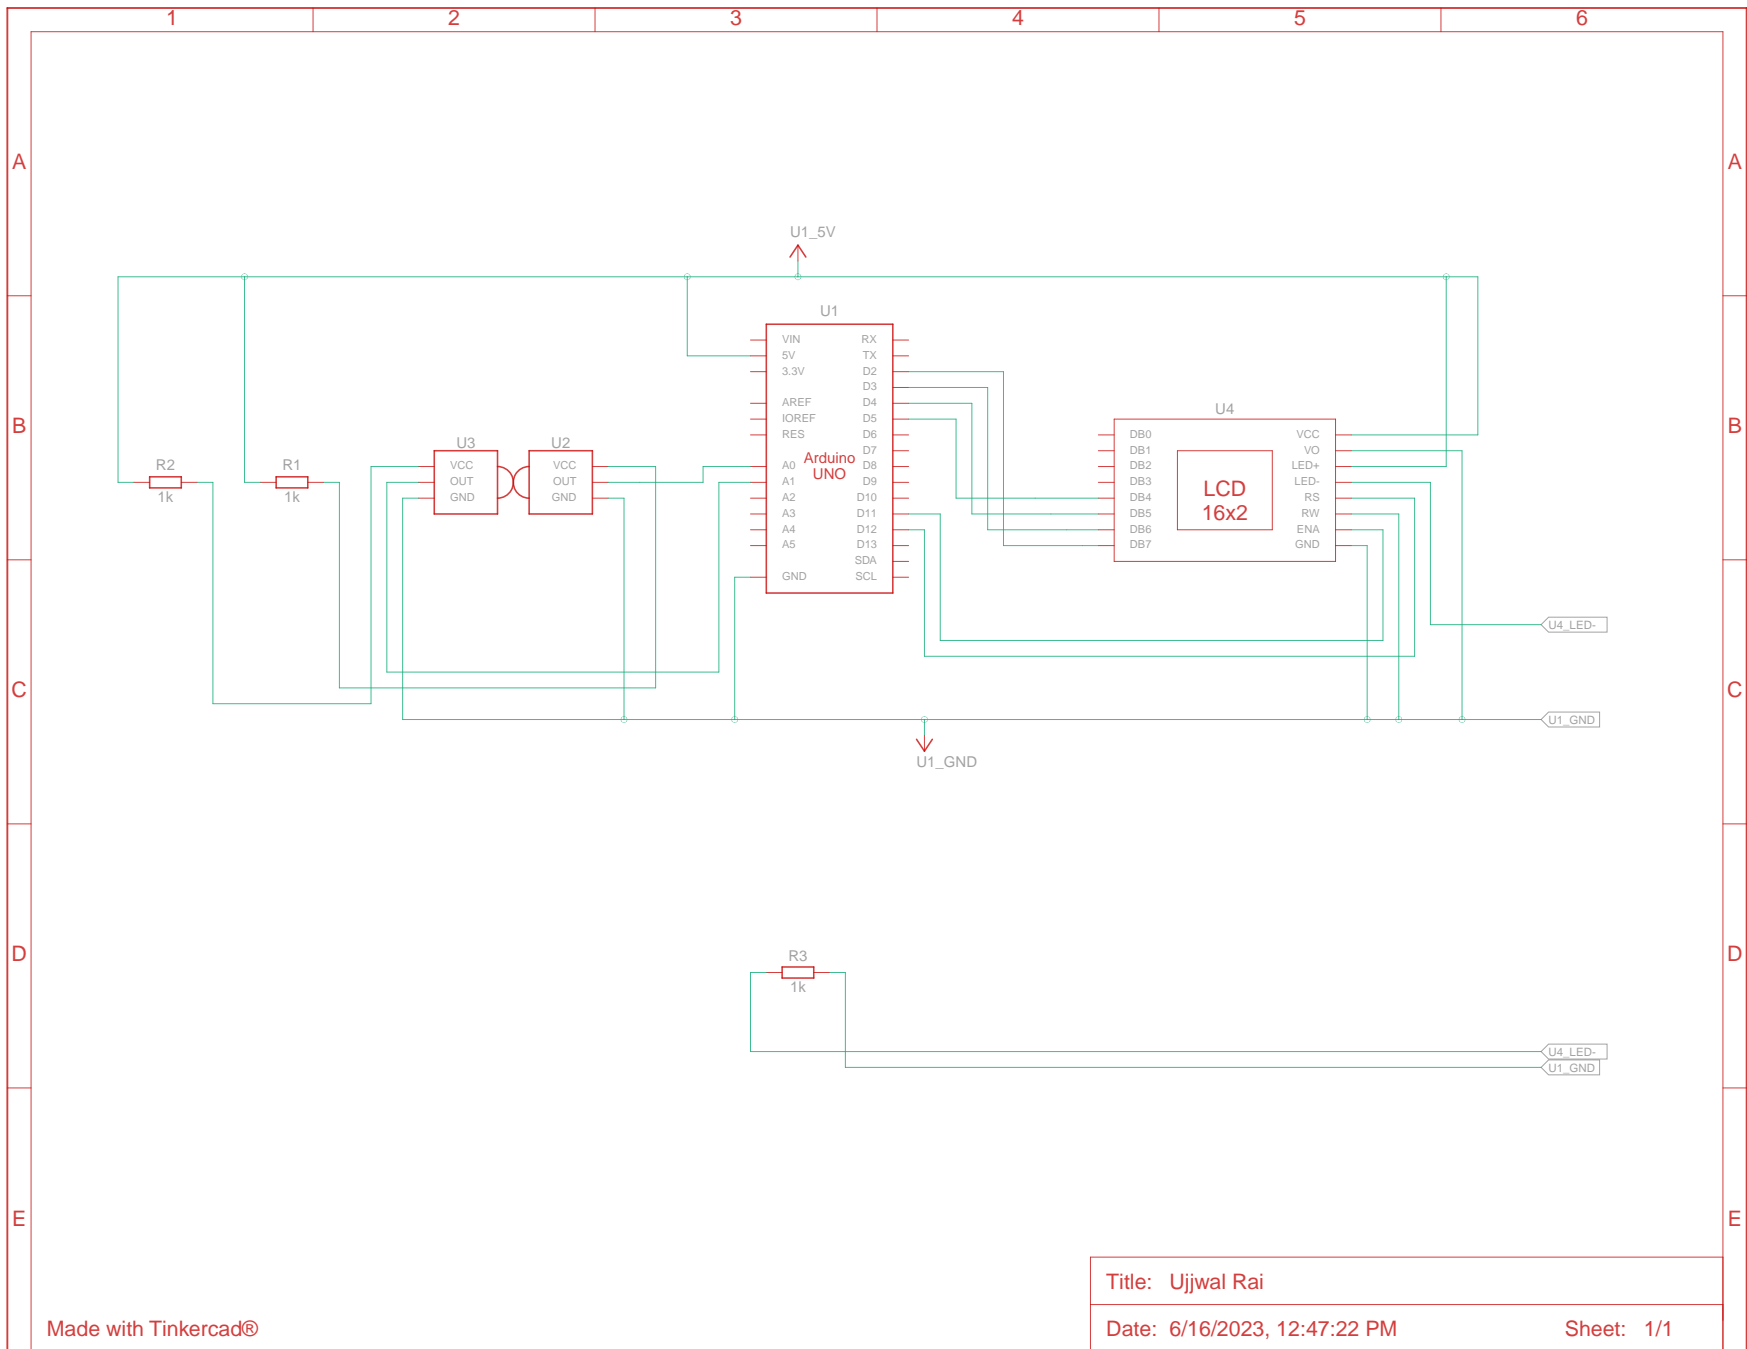 1 2 3 4 5 6
A A
U1_5V
U1
VIN RX
5V TX
3.3V D2
D3
AREF D4
IOREF D5
RES D6
D7
A0 D8
A1 D9
A2 D10
A3 D11
A4 D12
A5 D13
SDA
GND SCL
Arduino
UNO
B B
U4
DB0 VCC
DB1 VO
DB2 LED+
DB3 LED-
DB4 RS
DB5 RW
DB6 ENA
DB7 GND
LCD
16x2
U3 U2
VCC VCC
OUT OUT
GND GND
R2 R1
1k 1k
U4_LED-
C C
U1_GND
U1_GND
D D
R3
1k
U4_LED-
U1_GND
E E
Title: Ujjwal Rai
Made with Tinkercad®
Date: 6/16/2023, 12:47:22 PM Sheet: 1/1